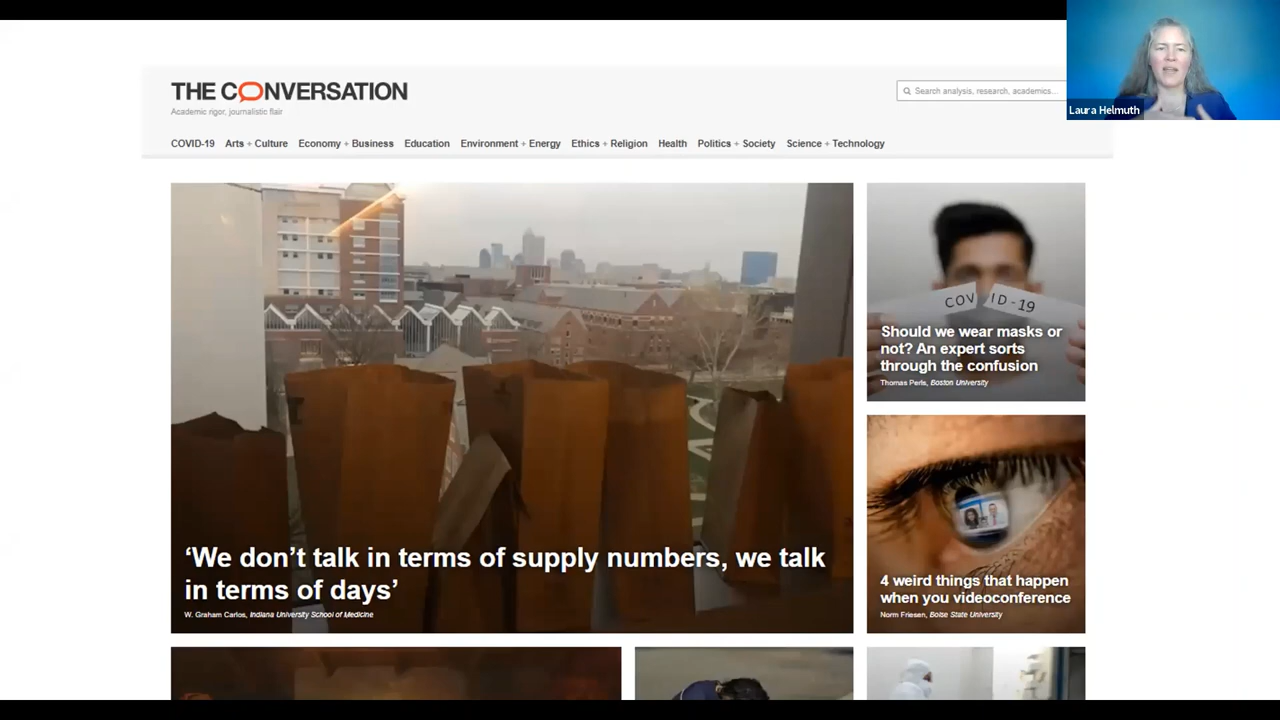 THE CONVERSATION
Academic rigor, journalistic flair
Search analysis, research, academics...
Laura Helmuth
COVID-19 Arts + Culture Economy + Business Education Environment + Energy Ethics + Religion Health Politics + Society Science + Technology
COVID-19
Should we wear masks or
not? An expert sorts
through the confusion
Thomas Perls, Boston University
‘We don’t talk in terms of supply numbers, we talk
in terms of days’
W. Graham Carlos, Indiana University School of Medicine
4 weird things that happen
when you videoconference
Norm Friesen, Boise State University